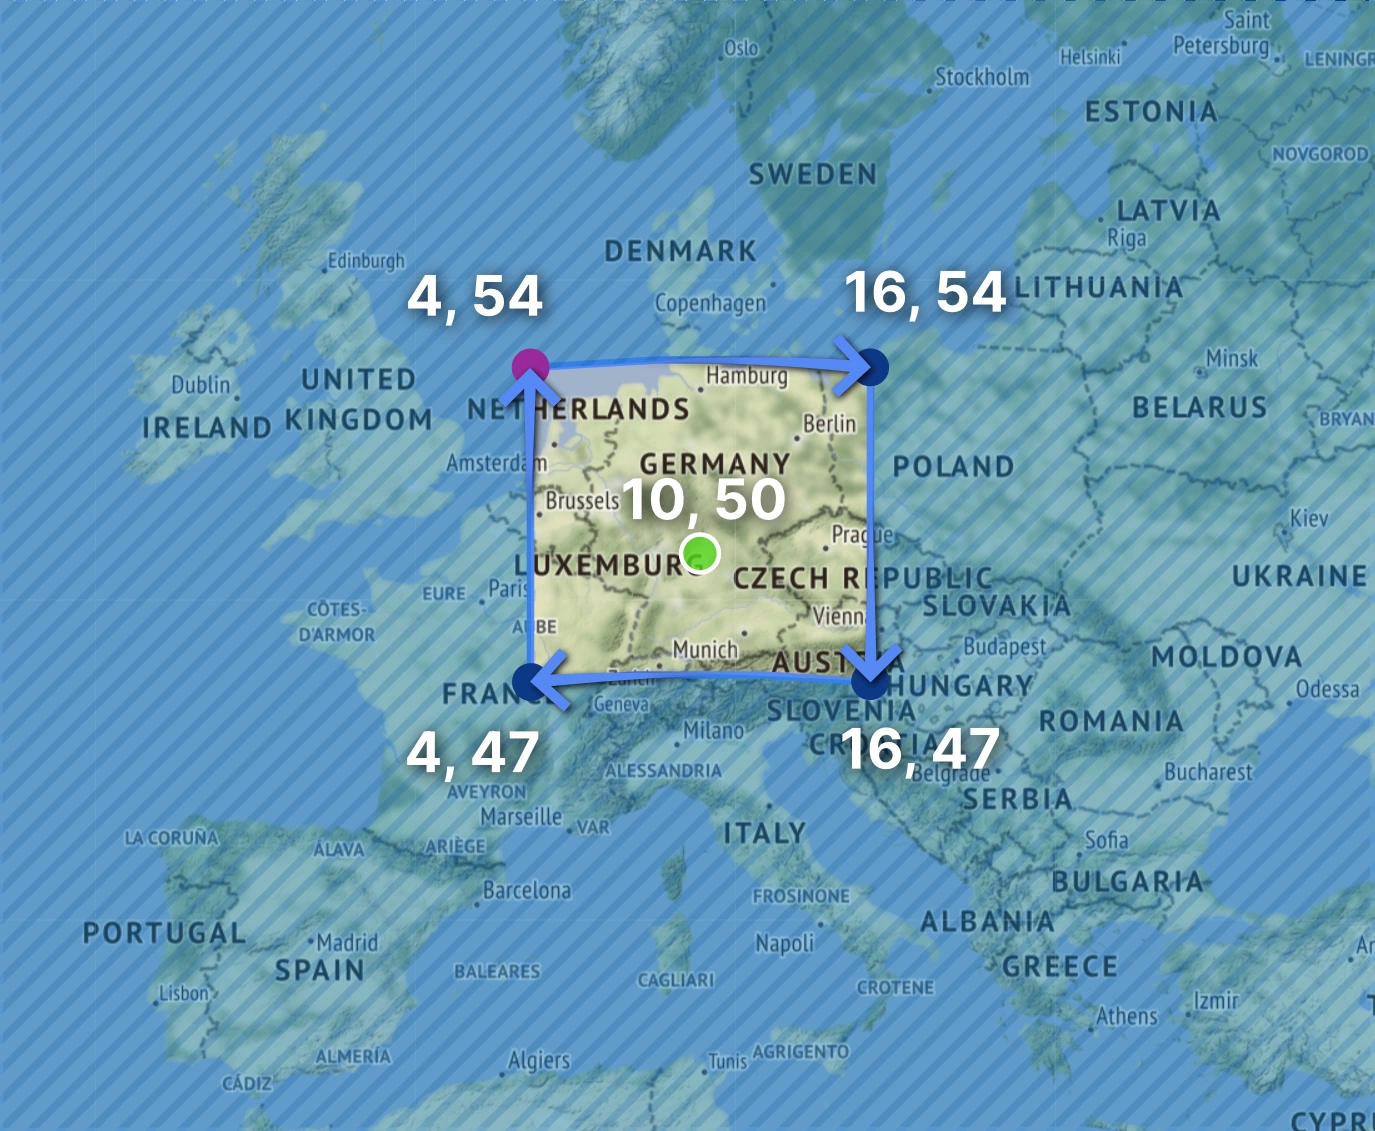 Saint
Petersburg
Oslo
Helsinki
LENINGR
Stockholm
ESTONIA
NOVGOROD
SWEDEN
LATVIA
Riga
DENMARK
Edinburgh
4, 54
16, 54
LITHUANIA
Copenhagen
Minsk
Hamburg
Dublin
UNITED
KINGDOM
NETHERLANDS
BELARUS
BRYAN
IRELAND
Berlin
Amsterdam
GERMANY
POLAND
10, 50
Brussels
Kiev
Prague
LUXEMBURG
CZECH REPUBLIC
UKRAINE
Paris
EURE
SLOVAKIA
CÔTES-
D'ARMOR
Vienn
AUBE
Munich
Budapest
AUSTRIA
MOLDOVA
Zurich
FRANCE
HUNGARY
Odessa
Geneva
SLOVENIA
ROMANIA
4, 47
Milano
CROATIA
16, 47
ALESSANDRIA
Belgrade
Bucharest
AVEYRON
SERBIA
Marseille
VAR
ITALY
LA CORUÑA
ÁLAVA
ARIÈGE
Sofia
Barcelona
FROSINONE
BULGARIA
PORTUGAL
Madrid
Napoli
ALBANIA
SPAIN
BALEARES
CAGLIARI
GREECE
CROTENE
Lisbon
Izmir
Athens
ALMERÍA
Algiers
Tunis
AGRIGENTO
CÁDIZ
CYPR